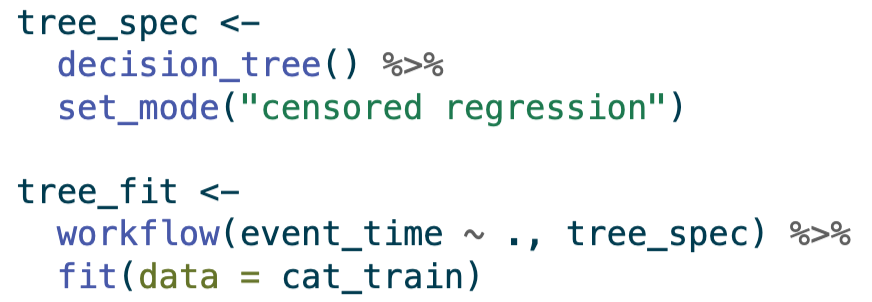 tree_spec <-
  decision_tree() %>%
  set_mode("censored regression")

tree_fit <-
  workflow(event_time ~ ., tree_spec) %>%
  fit(data = cat_train)